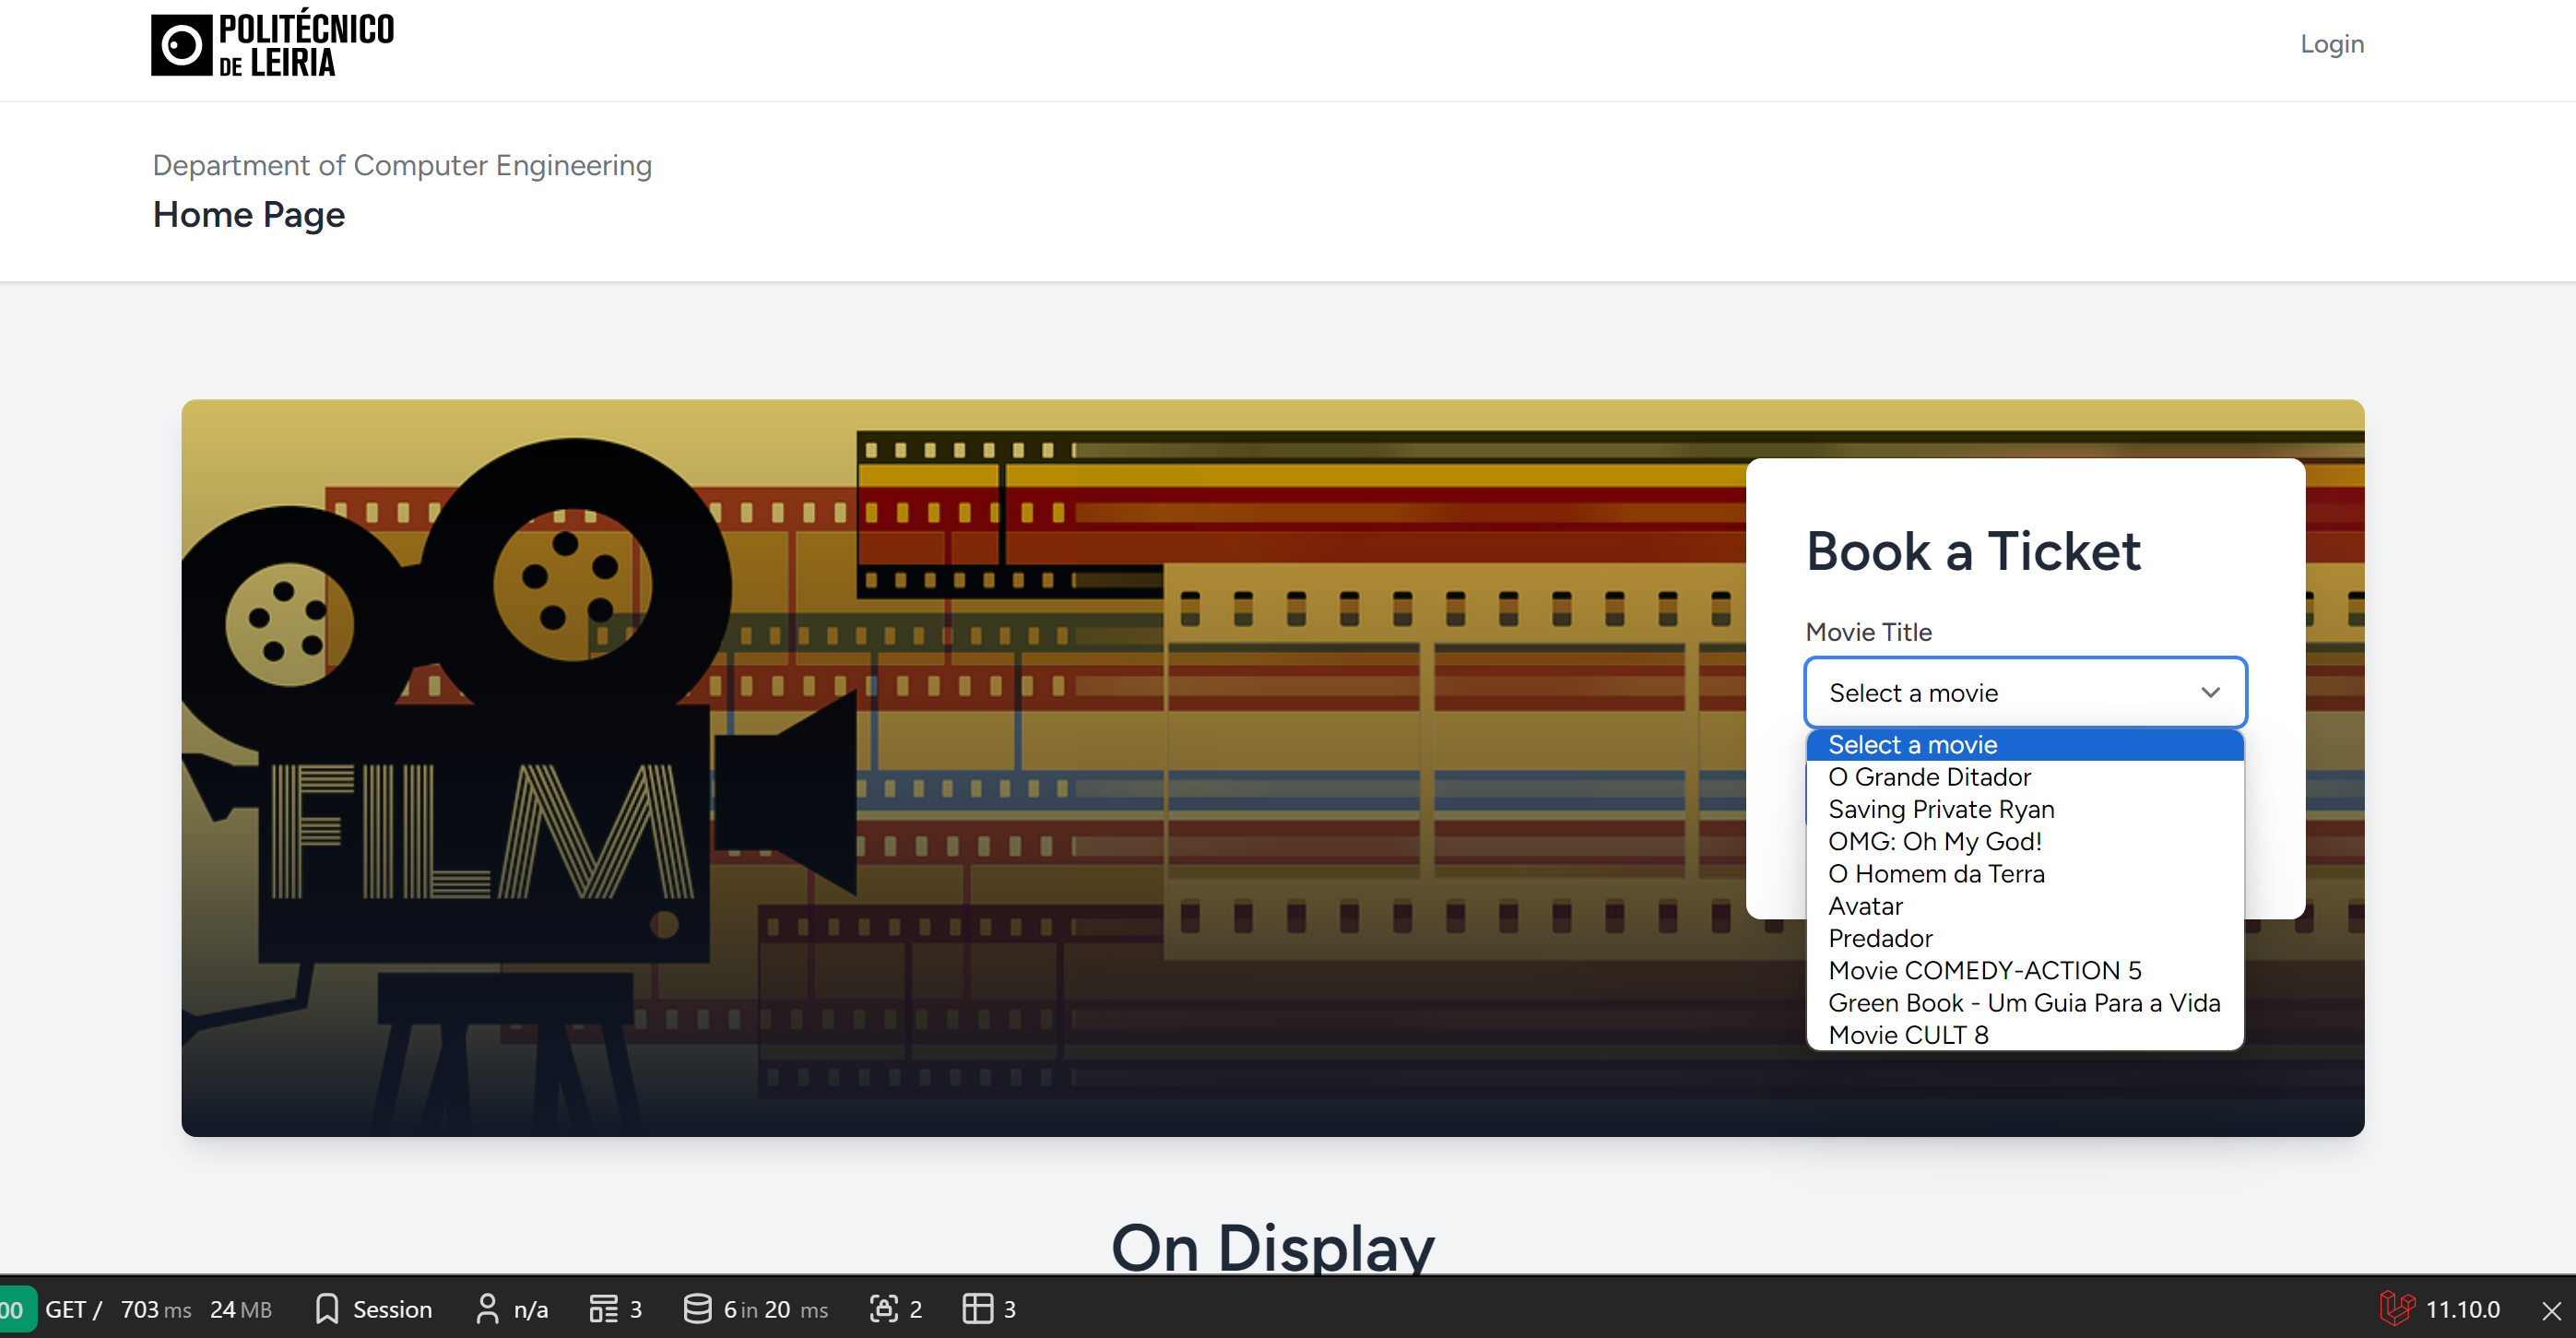 POLITÉCNICO
DE LEIRIA
Login
Department of Computer Engineering
Home Page
FILM
Book a Ticket
Movie Title
Select a movie
Select a movie
O Grande Ditador
Saving Private Ryan
OMG: Oh My God!
O Homem da Terra
Avatar
Predador
Movie COMEDY-ACTION 5
Green Book - Um Guia Para a Vida
Movie CULT 8
On Display
00 GET / 703 ms 24 MB Session n/a 3 6 in 20 ms 2 3 11.10.0